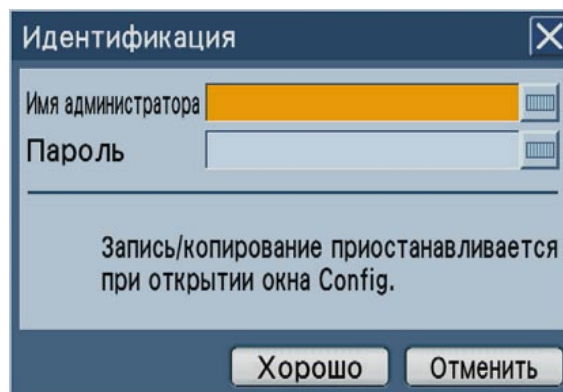 Идентификация
Имя администратора
Пароль
Запись/копирование приостанавливается
при открытии окна Config.
Хорошо
Отменить